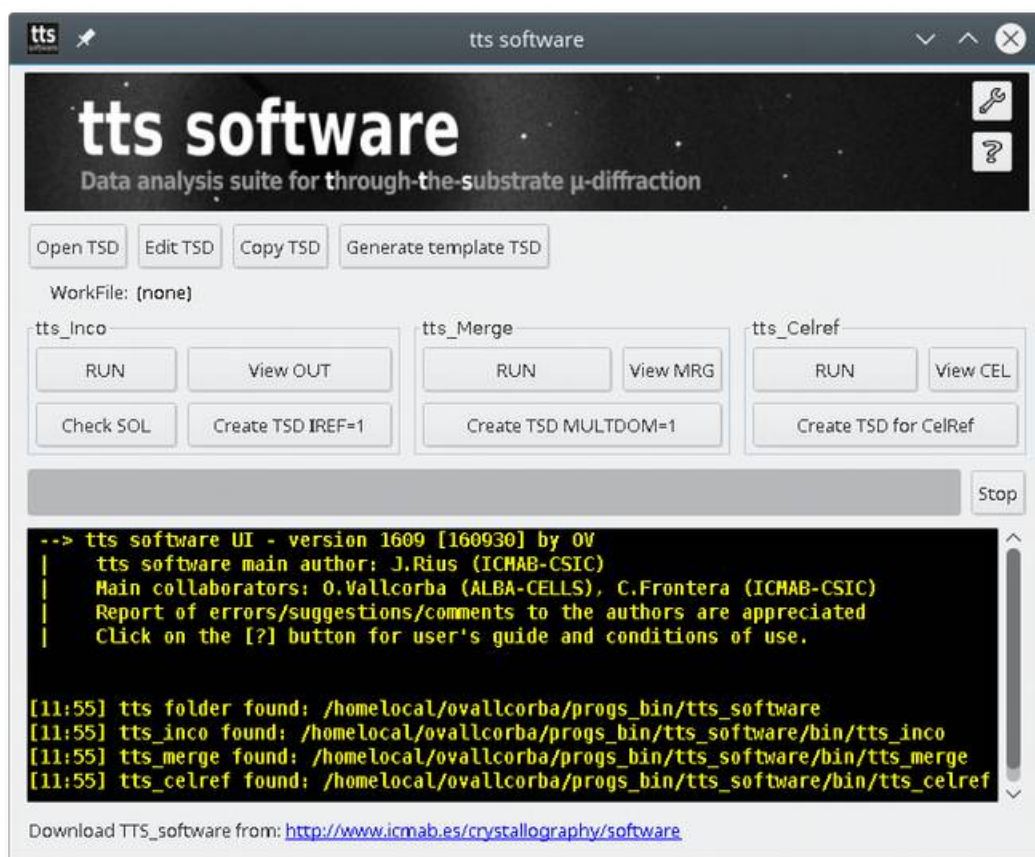 tts
software
tts software
tts software
Data analysis suite for through-the-substrate μ-diffraction
?
Open TSD Edit TSD Copy TSD Generate template TSD
WorkFile: (none)
tts_Inco tts_Merge tts_Celref
RUN View OUT RUN View MRG RUN View CEL
Check SOL Create TSD IREF=1 Create TSD MULTDOM=1 Create TSD for CelRef
Stop
--> tts software UI - version 1609 [160930] by OV
| tts software main author: J.Rius (ICMAB-CSIC)
| Main collaborators: O.Vallcorba (ALBA-CELLS), C.Frontera (ICMAB-CSIC)
| Report of errors/suggestions/comments to the authors are appreciated
| Click on the [?] button for user's guide and conditions of use.
[11:55] tts folder found: /homelocal/ovallcorba/progs_bin/tts_software
[11:55] tts_inco found: /homelocal/ovallcorba/progs_bin/tts_software/bin/tts_inco
[11:55] tts_merge found: /homelocal/ovallcorba/progs_bin/tts_software/bin/tts_merge
[11:55] tts_celref found: /homelocal/ovallcorba/progs_bin/tts_software/bin/tts_celref
Download TTS_software from: http://www.icmab.es/crystallography/software